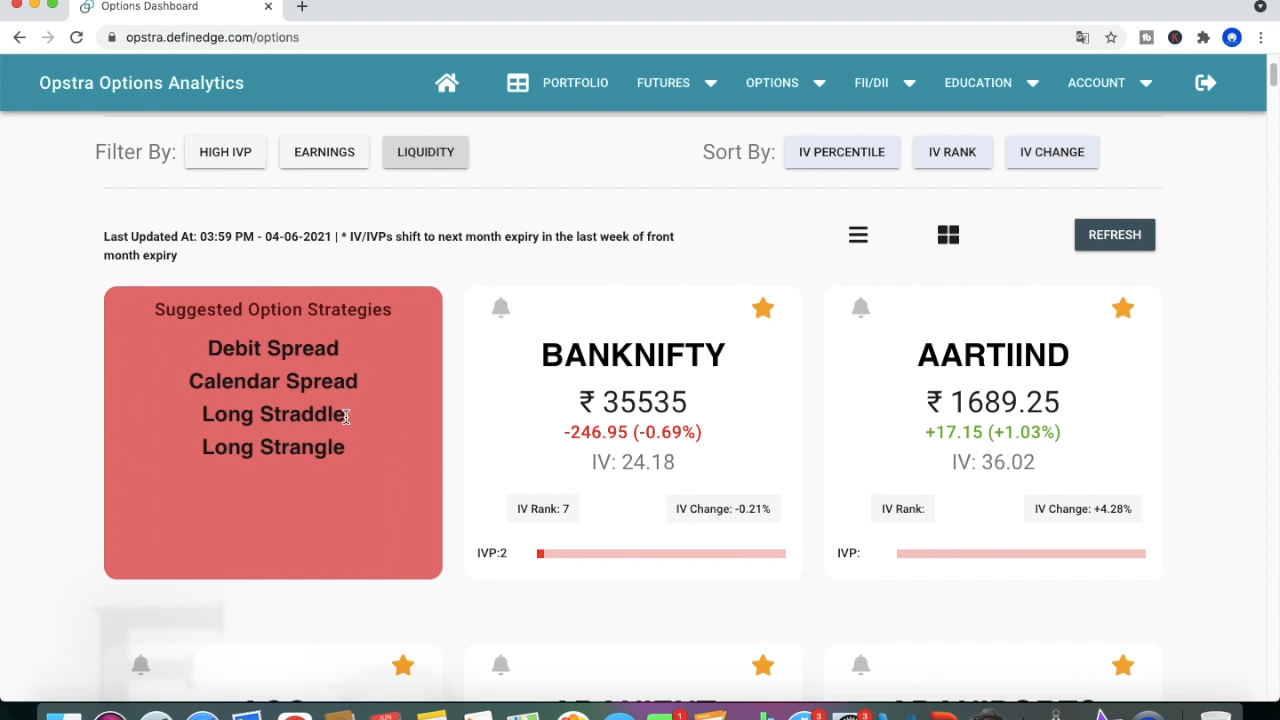 Options Dashboard
opstra.definedge.com/options
Opstra Options Analytics
PORTFOLIO
FUTURES
OPTIONS
FII/DII
EDUCATION
ACCOUNT
Filter By:
HIGH IVP
EARNINGS
LIQUIDITY
Sort By:
IV PERCENTILE
IV RANK
IV CHANGE
Last Updated At: 03:59 PM - 04-06-2021 | * IV/IVPs shift to next month expiry in the last week of front
month expiry
REFRESH
Suggested Option Strategies
Debit Spread
Calendar Spread
Long Straddle
Long Strangle
BANKNIFTY
₹ 35535
-246.95 (-0.69%)
IV: 24.18
IV Rank: 7
IV Change: -0.21%
IVP:2
AARTIIND
₹ 1689.25
+17.15 (+1.03%)
IV: 36.02
IV Rank:
IV Change: +4.28%
IVP: